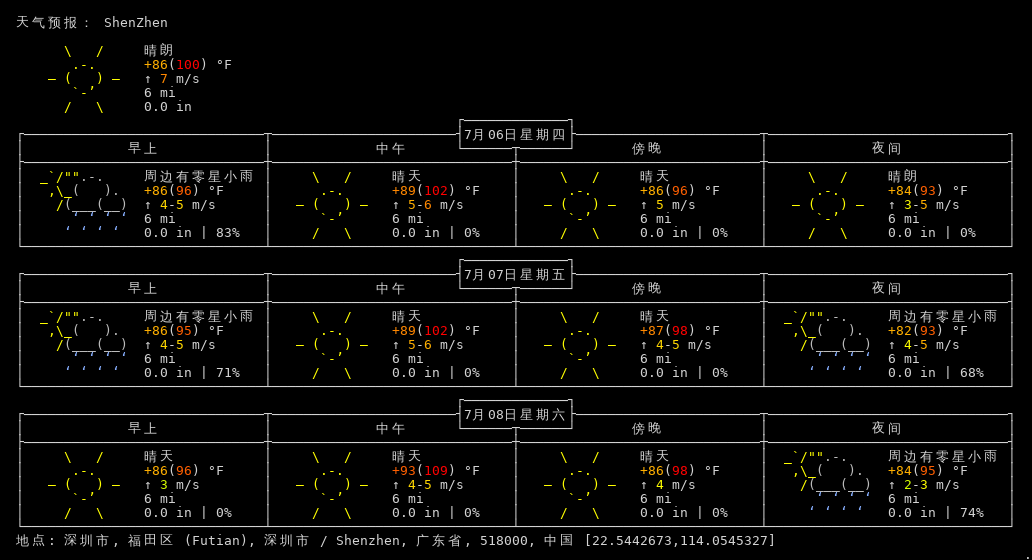 天气预报： ShenZhen
晴朗
+86(100) °F
↑ 7 m/s
6 mi
0.0 in
7月06日星期四
早上 中午 傍晚 夜间
周边有零星小雨 晴天 晴天 晴朗
+86(96) °F +89(102) °F +86(96) °F +84(93) °F
↑ 4-5 m/s ↑ 5-6 m/s ↑ 5 m/s ↑ 3-5 m/s
6 mi 6 mi 6 mi 6 mi
0.0 in | 83% 0.0 in | 0% 0.0 in | 0% 0.0 in | 0%
7月07日星期五
早上 中午 傍晚 夜间
周边有零星小雨 晴天 晴天 周边有零星小雨
+86(95) °F +89(102) °F +87(98) °F +82(93) °F
↑ 4-5 m/s ↑ 5-6 m/s ↑ 4-5 m/s ↑ 4-5 m/s
6 mi 6 mi 6 mi 6 mi
0.0 in | 71% 0.0 in | 0% 0.0 in | 0% 0.0 in | 68%
7月08日星期六
早上 中午 傍晚 夜间
晴天 晴天 晴天 周边有零星小雨
+86(96) °F +93(109) °F +86(98) °F +84(95) °F
↑ 3 m/s ↑ 4-5 m/s ↑ 4 m/s ↑ 2-3 m/s
6 mi 6 mi 6 mi 6 mi
0.0 in | 0% 0.0 in | 0% 0.0 in | 0% 0.0 in | 74%
地点: 深圳市, 福田区 (Futian), 深圳市 / Shenzhen, 广东省, 518000, 中国 [22.5442673,114.0545327]